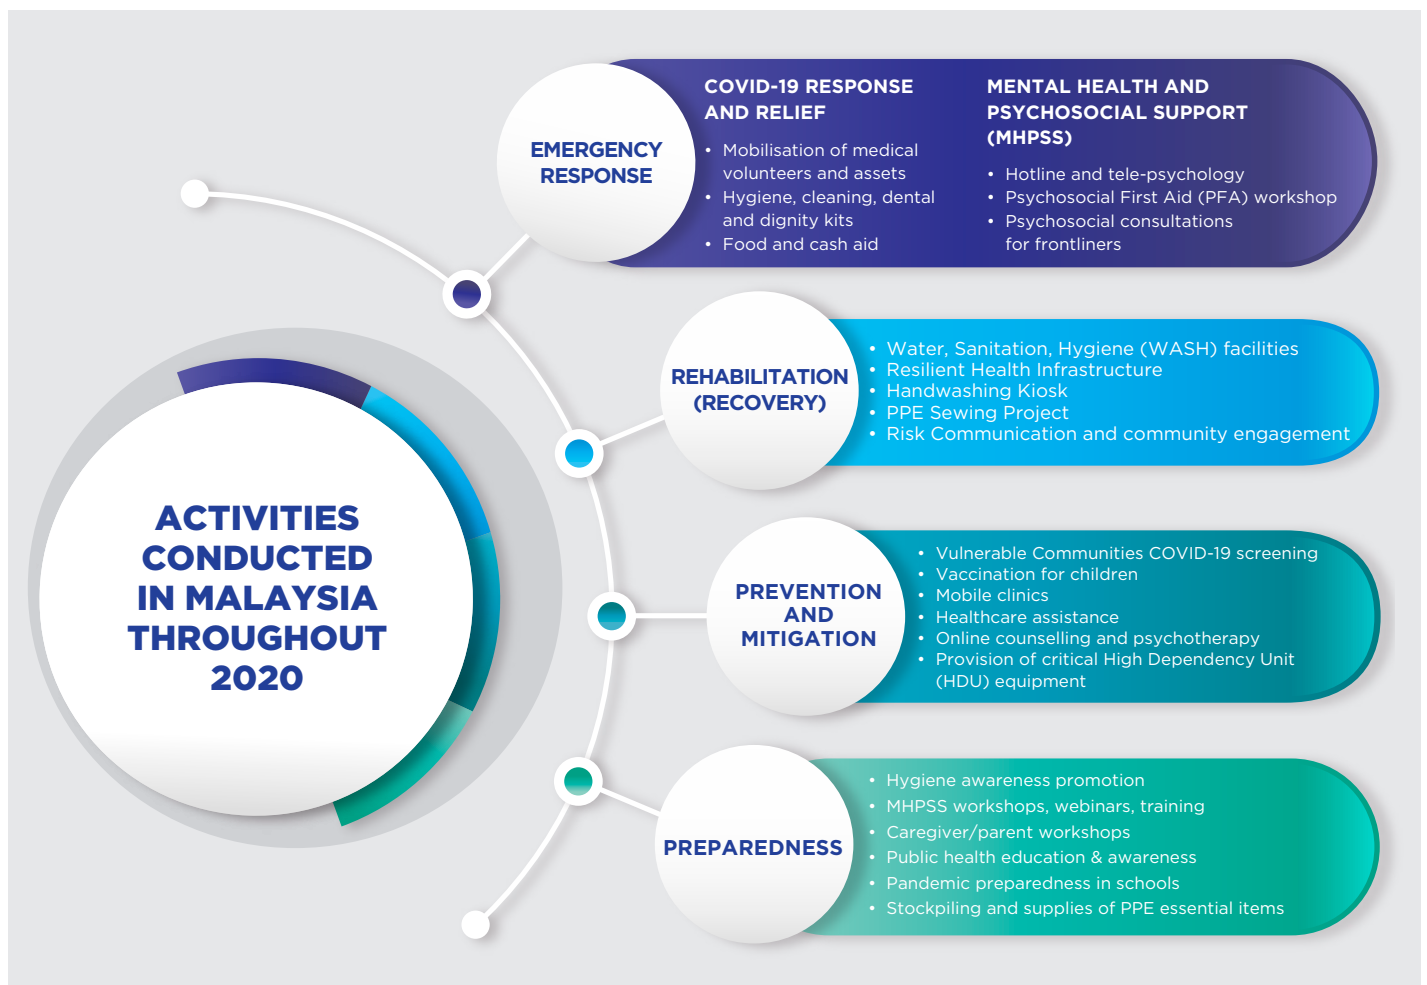 ACTIVITIES
CONDUCTED
IN MALAYSIA
THROUGHOUT
2020
EMERGENCY
RESPONSE
COVID-19 RESPONSE
AND RELIEF
• Mobilisation of medical
volunteers and assets
• Hygiene, cleaning, dental
and dignity kits
• Food and cash aid
MENTAL HEALTH AND
PSYCHOSOCIAL SUPPORT
(MHPSS)
• Hotline and tele-psychology
• Psychosocial First Aid (PFA) workshop
• Psychosocial consultations
for frontliners
REHABILITATION
(RECOVERY)
• Water, Sanitation, Hygiene (WASH) facilities
• Resilient Health Infrastructure
• Handwashing Kiosk
• PPE Sewing Project
• Risk Communication and community engagement
PREVENTION
AND
MITIGATION
• Vulnerable Communities COVID-19 screening
• Vaccination for children
• Mobile clinics
• Healthcare assistance
• Online counselling and psychotherapy
• Provision of critical High Dependency Unit
(HDU) equipment
PREPAREDNESS
• Hygiene awareness promotion
• MHPSS workshops, webinars, training
• Caregiver/parent workshops
• Public health education & awareness
• Pandemic preparedness in schools
• Stockpiling and supplies of PPE essential items